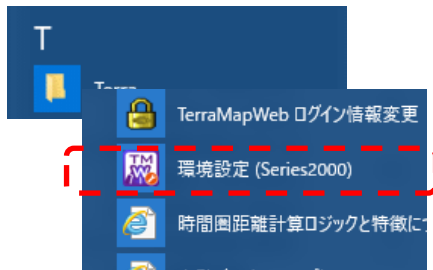 T
Terra
TerraMapWeb ログイン情報変更
TM
環境設定 (Series2000)
時間圏距離計算ロジックと特徴に